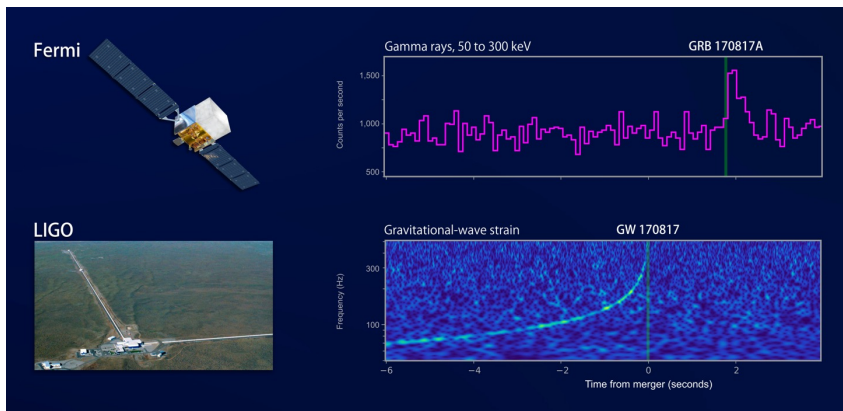 Fermi
Gamma rays, 50 to 300 keV
GRB 170817A
Counts per second
1,500
1,000
500
LIGO
Gravitational-wave strain
GW 170817
Frequency (Hz)
300
100
−6
−4
−2
0
2
Time from merger (seconds)